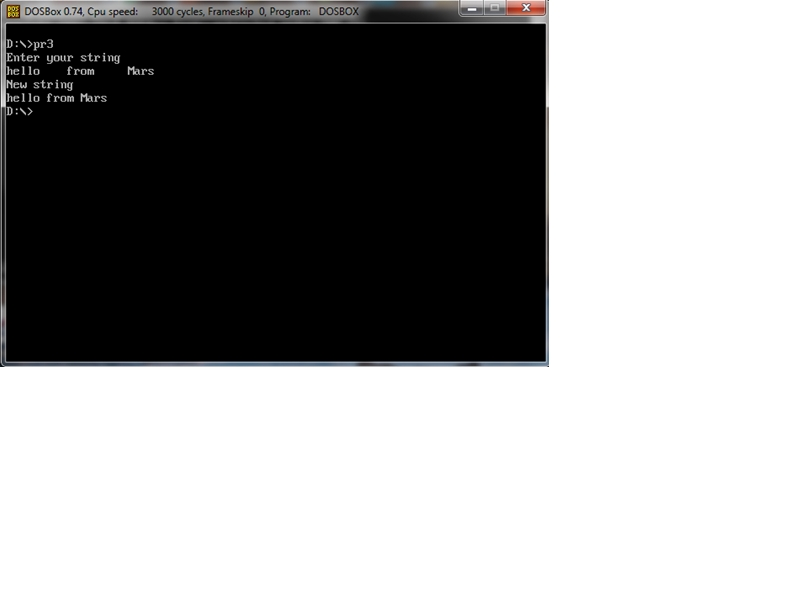 DOSBox 0.74, Cpu speed:    3000 cycles, Frameskip  0, Program:   DOSBOX
D:\>pr3
Enter your string
hello    from     Mars
New string
hello from Mars
D:\>